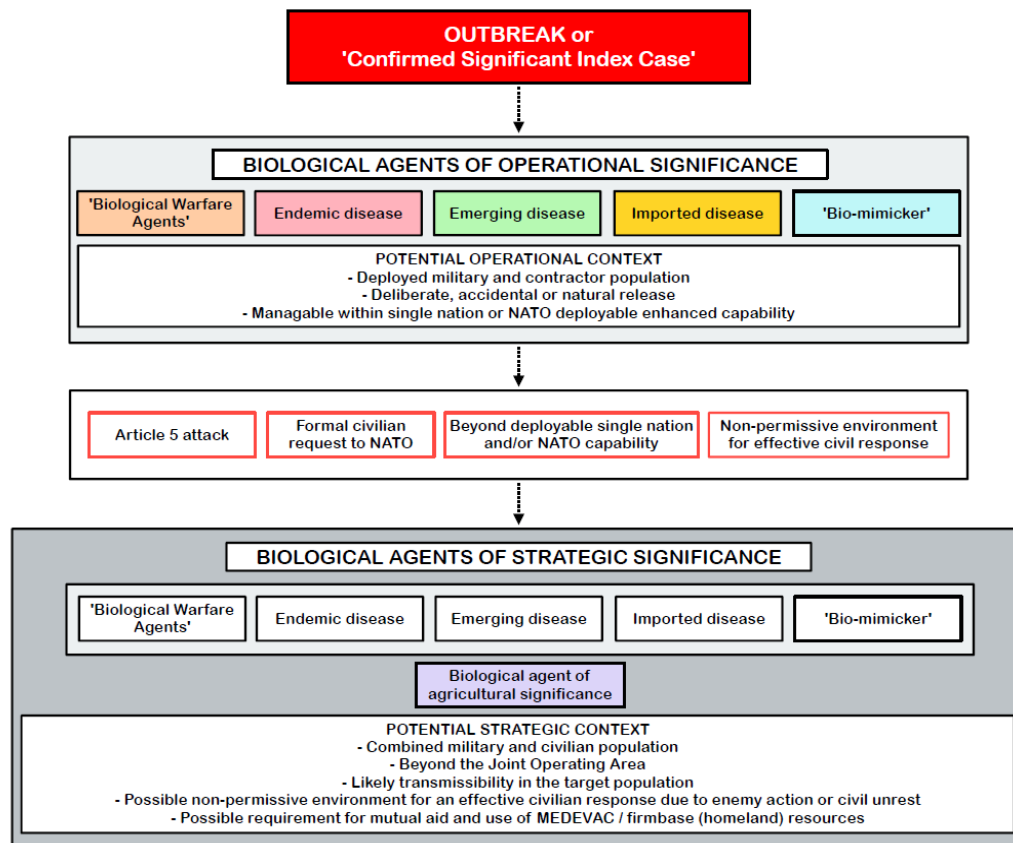 OUTBREAK or
'Confirmed Significant Index Case'
BIOLOGICAL AGENTS OF OPERATIONAL SIGNIFICANCE
'Biological Warfare
Agents'
Endemic disease
Emerging disease
Imported disease
'Bio-mimicker'
POTENTIAL OPERATIONAL CONTEXT
- Deployed military and contractor population
- Deliberate, accidental or natural release
- Managable within single nation or NATO deployable enhanced capability
Article 5 attack
Formal civilian
request to NATO
Beyond deployable single nation
and/or NATO capability
Non-permissive environment
for effective civil response
BIOLOGICAL AGENTS OF STRATEGIC SIGNIFICANCE
'Biological Warfare
Agents'
Endemic disease
Emerging disease
Imported disease
'Bio-mimicker'
Biological agent of
agricultural significance
POTENTIAL STRATEGIC CONTEXT
- Combined military and civilian population
- Beyond the Joint Operating Area
- Likely transmissibility in the target population
- Possible non-permissive environment for an effective civilian response due to enemy action or civil unrest
- Possible requirement for mutual aid and use of MEDEVAC / firmbase (homeland) resources